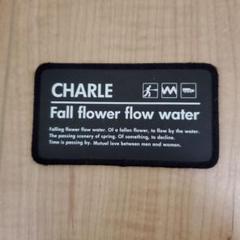 CHARLE
Fall flower flow water
Falling flower flow water. Of a fallen flower, to flow by the water.
The passing scenery of spring. Of something, to decline.
Time is passing by. Mutual love between men and women.